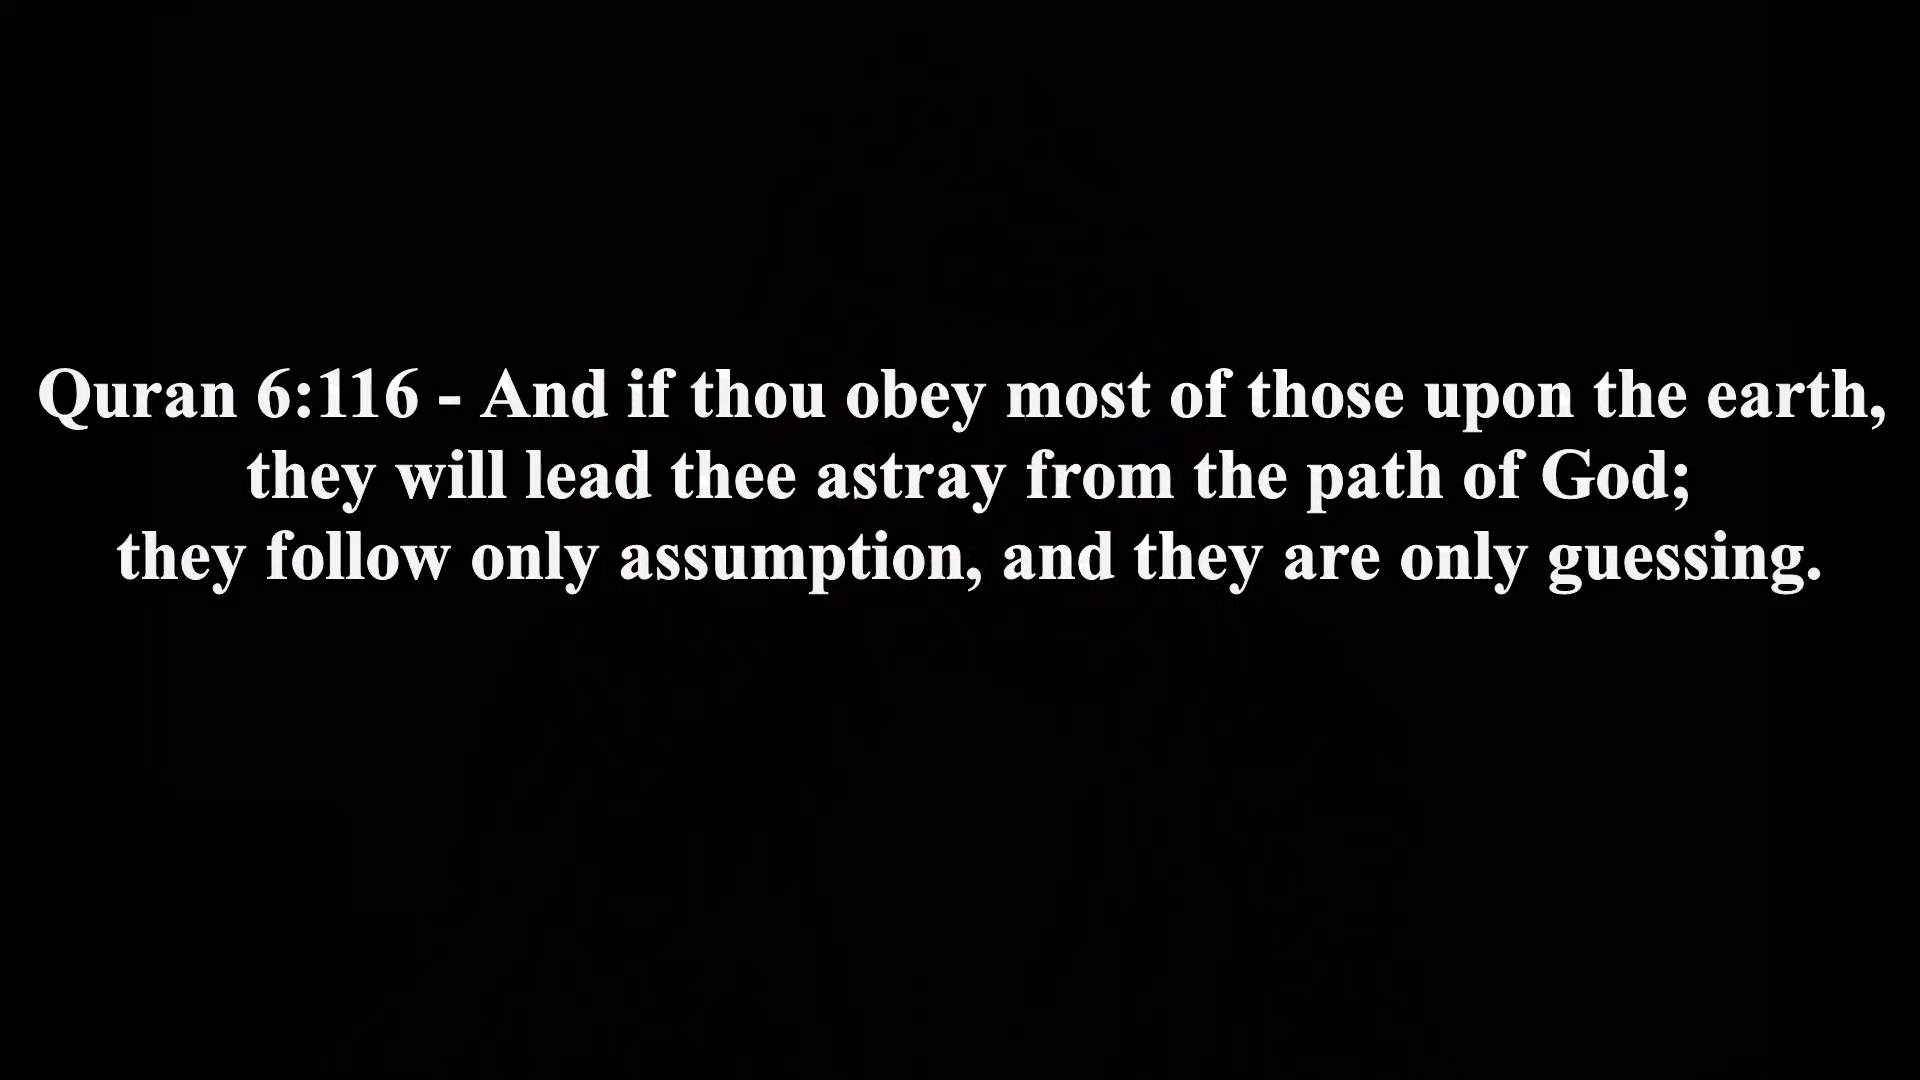 Quran 6:116 - And if thou obey most of those upon the earth,
they will lead thee astray from the path of God;
they follow only assumption, and they are only guessing.